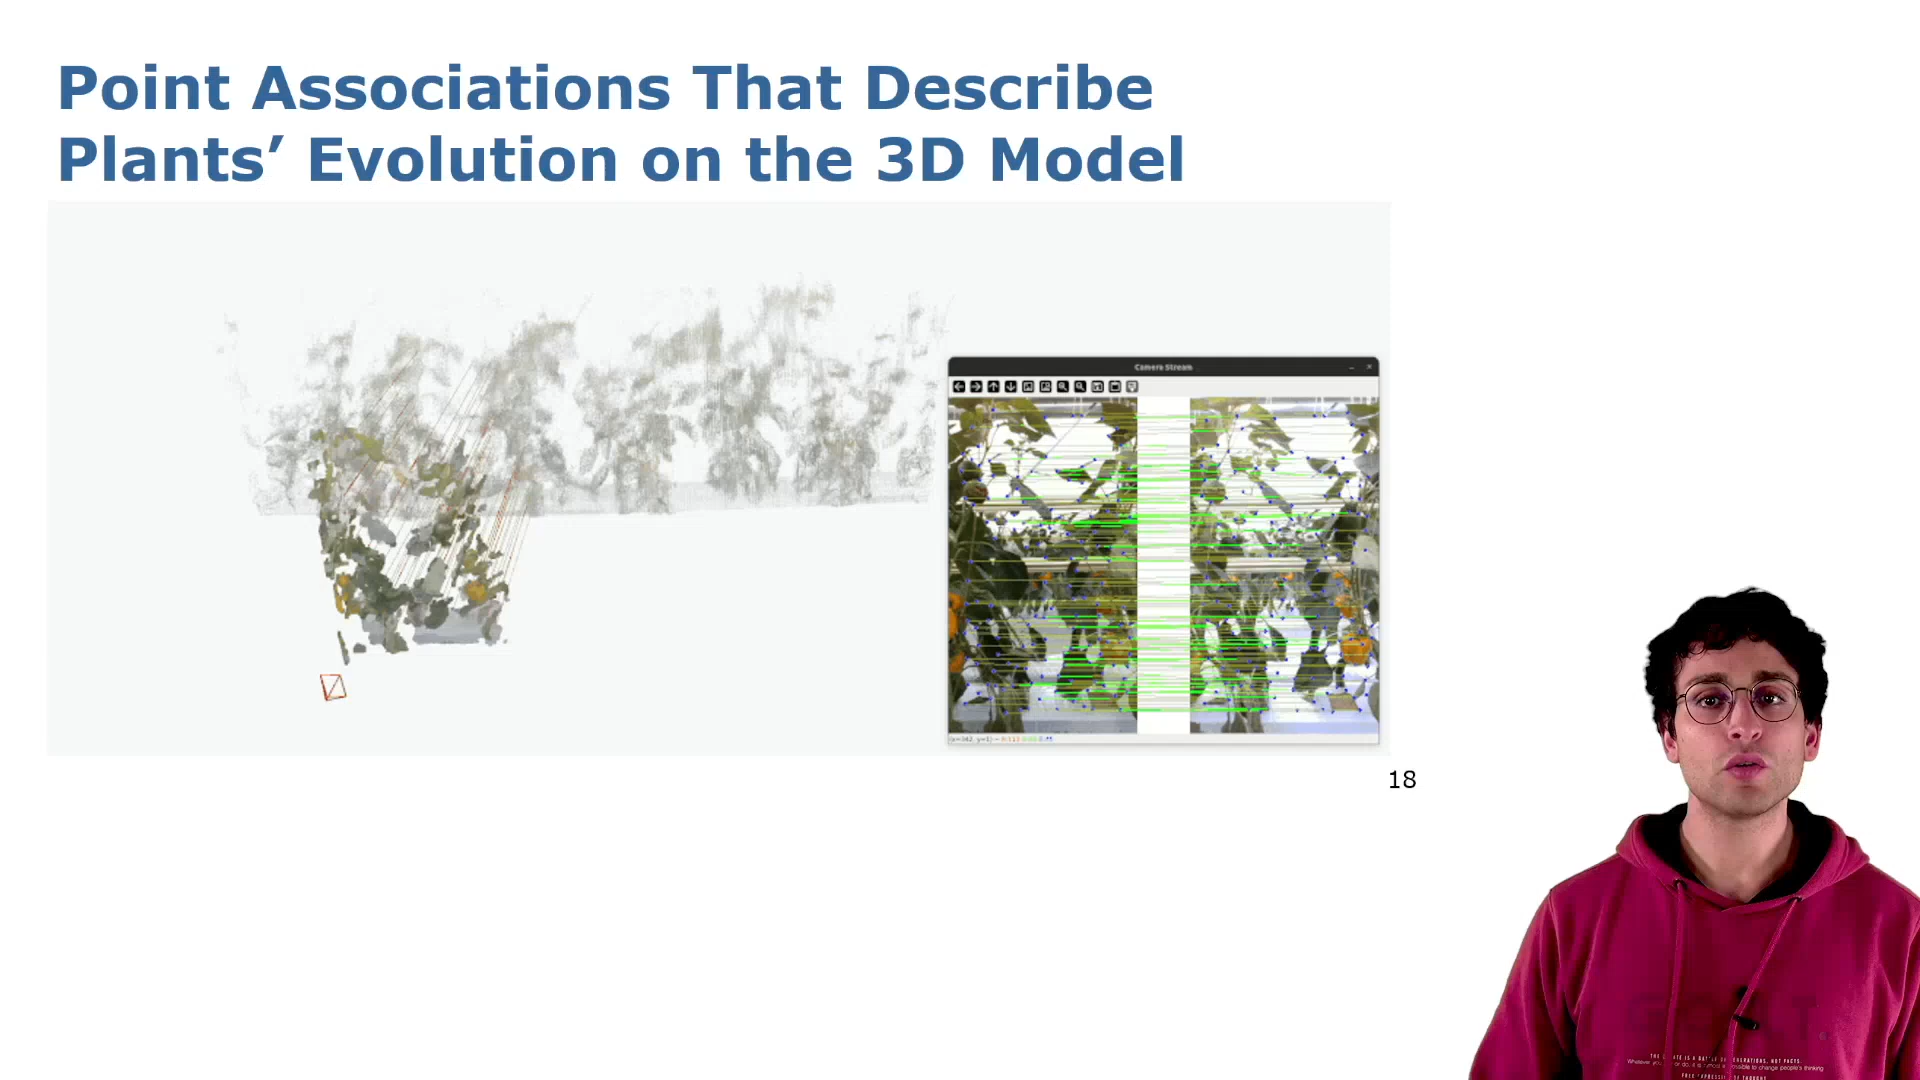 Point Associations That Describe
Plants’ Evolution on the 3D Model
Camera Stream
18